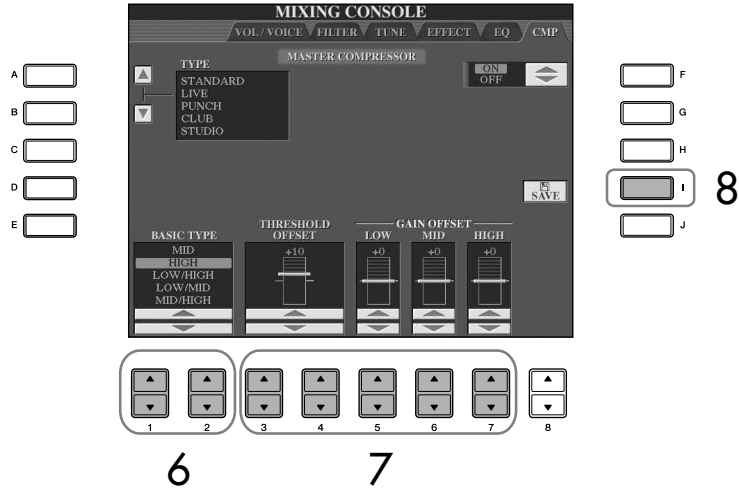 MIXING CONSOLE
VOL/VOICE FILTER TUNE EFFECT EQ CMP
MASTER COMPRESSOR
TYPE
STANDARD
LIVE
PUNCH
CLUB
STUDIO
ON
OFF
A
B
C
D
E
F
G
H
I
J
8
SAVE
BASIC TYPE
MID
HIGH
LOW/HIGH
LOW/MID
MID/HIGH
THRESHOLD
OFFSET
+10
GAIN OFFSET
LOW MID HIGH
+0 +0 +0
1 2 3 4 5 6 7 8
6 7